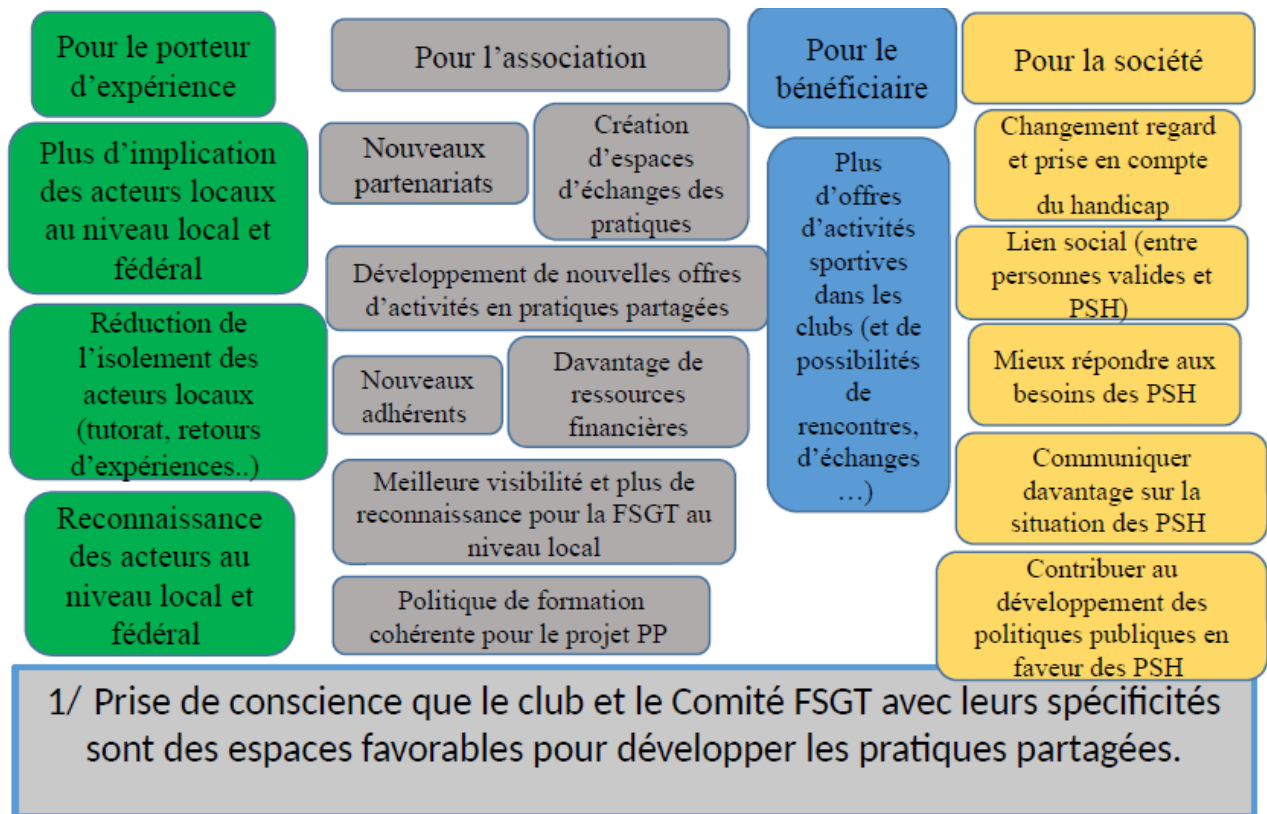 Pour le porteur
d'expérience
Plus d'implication
des acteurs locaux
au niveau local et
fédéral
Réduction de
l'isolement des
acteurs locaux
(tutorat, retours
d'expériences..)
Reconnaissance
des acteurs au
niveau local et
fédéral
Pour l'association
Nouveaux
partenariats
Création
d'espaces
d'échanges des
pratiques
Développement de nouvelles offres
d'activités en pratiques partagées
Nouveaux
adhérents
Davantage de
ressources
financières
Meilleure visibilité et plus de
reconnaissance pour la FSGT au
niveau local
Politique de formation
cohérente pour le projet PP
Pour le
bénéficiaire
Plus
d'offres
d'activités
sportives
dans les
clubs (et de
possibilités
de
rencontres,
d'échanges
…)
Pour la société
Changement regard
et prise en compte
du handicap
Lien social (entre
personnes valides et
PSH)
Mieux répondre aux
besoins des PSH
Communiquer
davantage sur la
situation des PSH
Contribuer au
développement des
politiques publiques en
faveur des PSH
1/ Prise de conscience que le club et le Comité FSGT avec leurs spécificités
sont des espaces favorables pour développer les pratiques partagées.